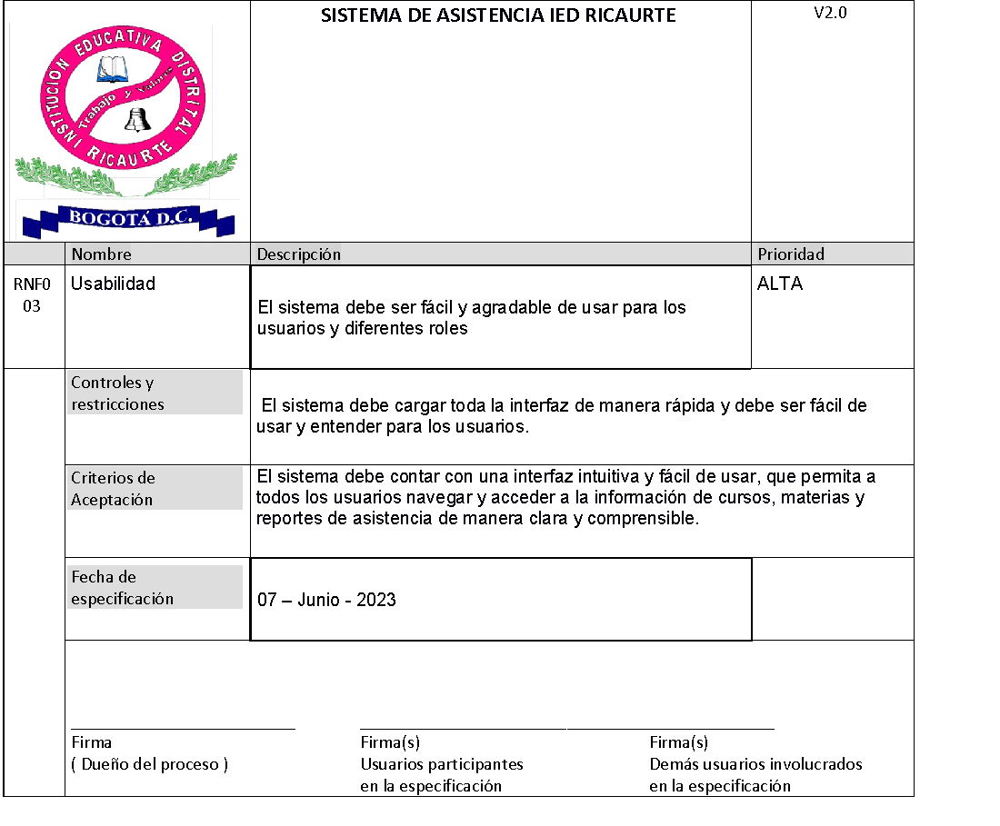 SISTEMA DE ASISTENCIA IED RICAURTE
V2.0
INSTITUCIÓN EDUCATIVA DISTRITAL
RICAURTE
Trabajo y Valores
BOGOTÁ D.C.
Nombre
Descripción
Prioridad
RNF0
03
Usabilidad
El sistema debe ser fácil y agradable de usar para los
usuarios y diferentes roles
ALTA
Controles y
restricciones
El sistema debe cargar toda la interfaz de manera rápida y debe ser fácil de
usar y entender para los usuarios.
Criterios de
Aceptación
El sistema debe contar con una interfaz intuitiva y fácil de usar, que permita a
todos los usuarios navegar y acceder a la información de cursos, materias y
reportes de asistencia de manera clara y comprensible.
Fecha de
especificación
07 – Junio - 2023
Firma
( Dueño del proceso )
Firma(s)
Usuarios participantes
en la especificación
Firma(s)
Demás usuarios involucrados
en la especificación